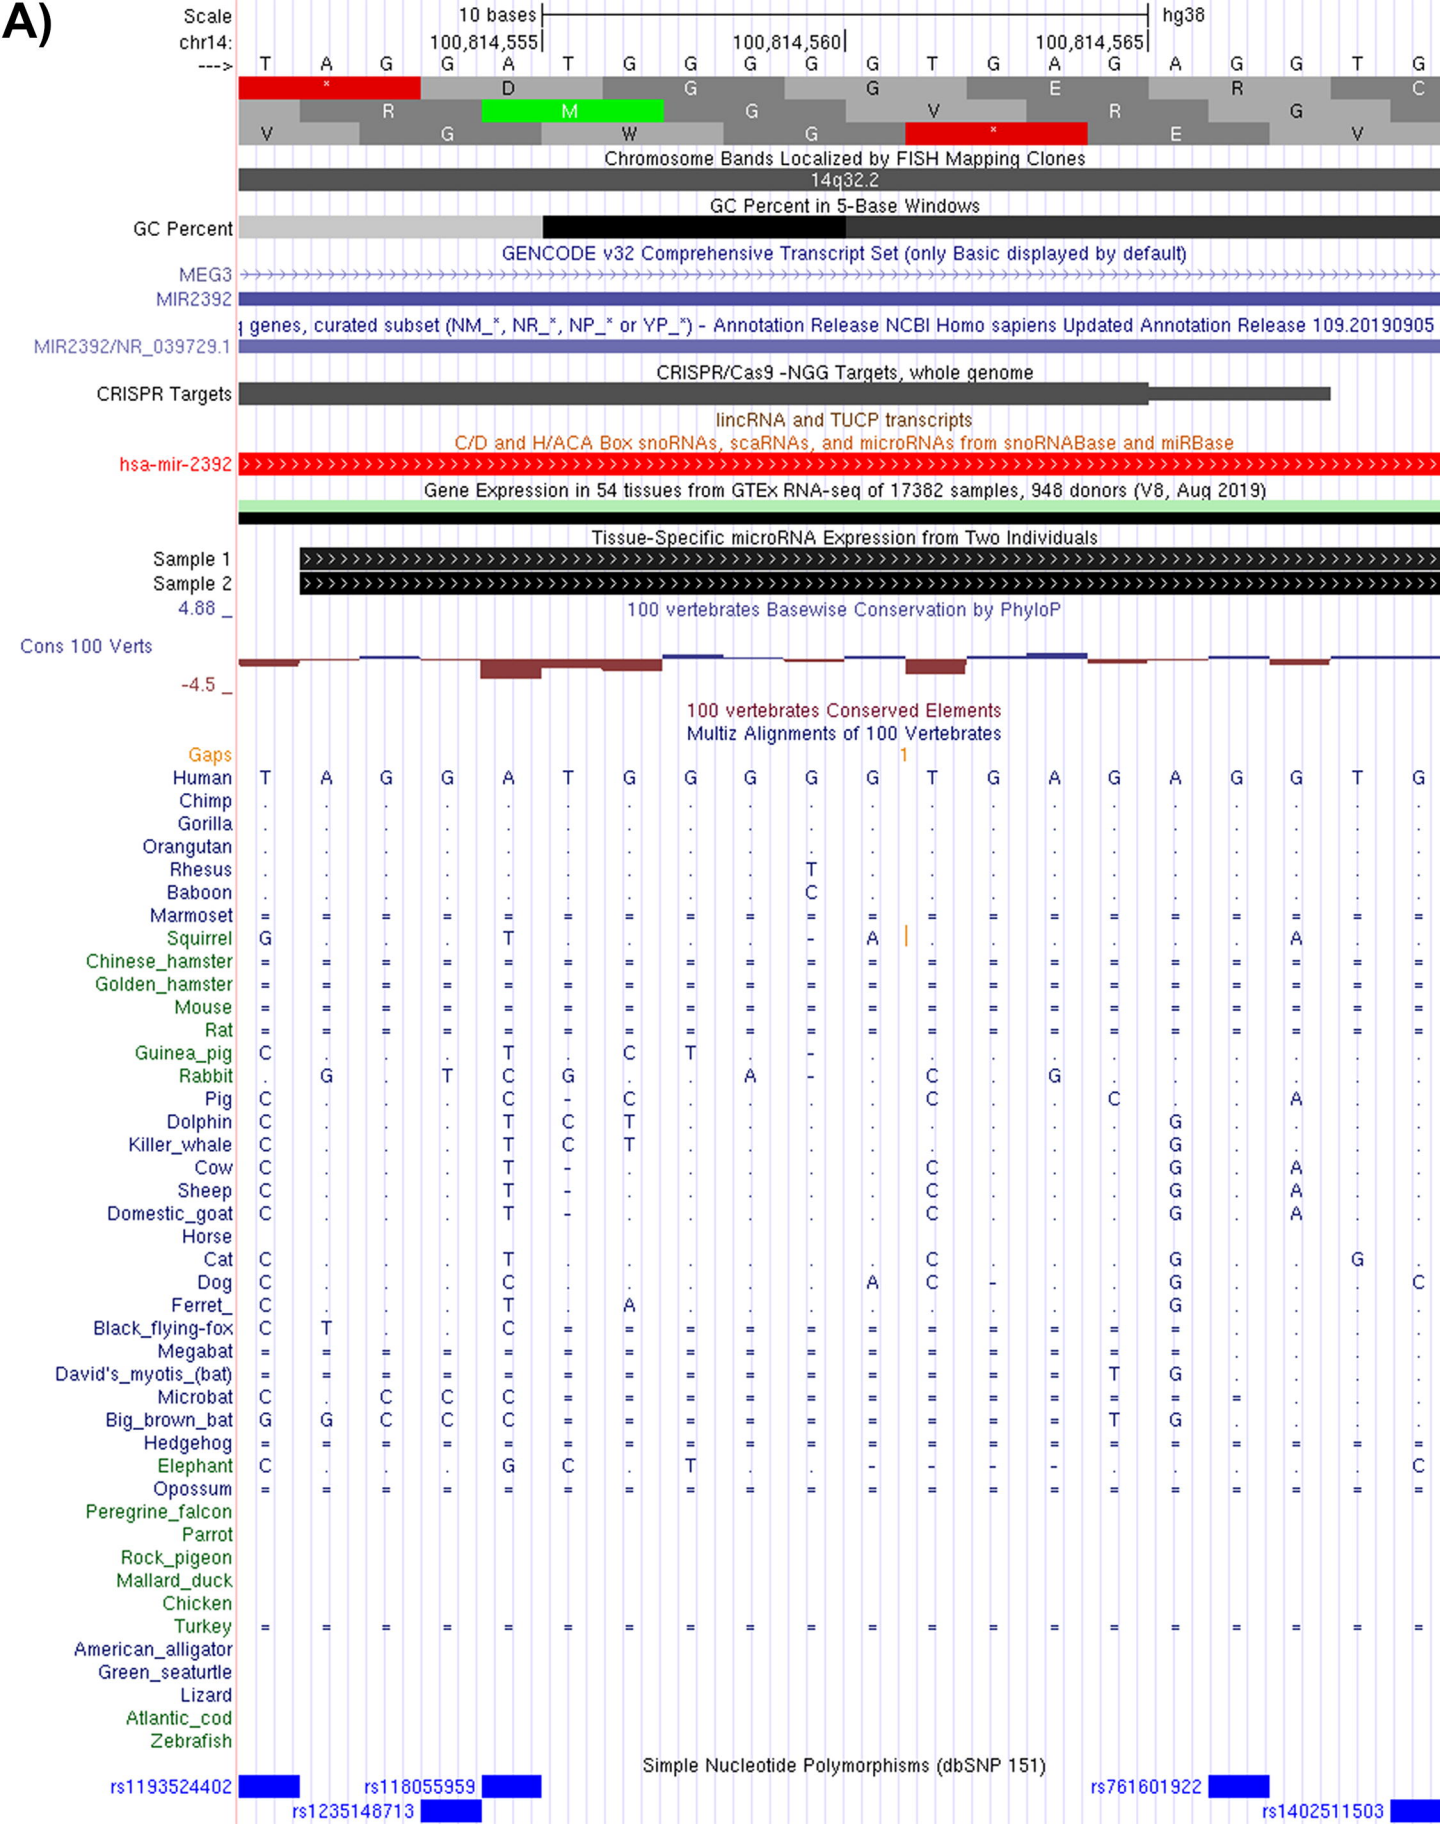 A)
Scale 10 bases hg38
chr14: 100,814,555 100,814,560 100,814,565
---> T A G G A T G G G G G T G A G A G G T G
* D G G E R C
R M G V R G
V G W G * E V
Chromosome Bands Localized by FISH Mapping Clones
14q32.2
GC Percent in 5-Base Windows
GC Percent
GENCODE v32 Comprehensive Transcript Set (only Basic displayed by default)
MEG3
MIR2392
q genes, curated subset (NM_*, NR_*, NP_* or YP_*) - Annotation Release NCBI Homo sapiens Updated Annotation Release 109.20190905
MIR2392/NR_039729.1
CRISPR/Cas9 -NGG Targets, whole genome
CRISPR Targets
lincRNA and TUCP transcripts
C/D and H/ACA Box snoRNAs, scaRNAs, and microRNAs from snoRNABase and miRBase
hsa-mir-2392
Gene Expression in 54 tissues from GTEx RNA-seq of 17382 samples, 948 donors (V8, Aug 2019)
Tissue-Specific microRNA Expression from Two Individuals
Sample 1
Sample 2
4.88 _ 100 vertebrates Basewise Conservation by PhyloP
Cons 100 Verts
-4.5 _
100 vertebrates Conserved Elements
Multiz Alignments of 100 Vertebrates
Gaps 1
Human T A G G A T G G G G G T G A G A G G T G
Chimp . . . . . . . . . . . . . . . . . . . .
Gorilla . . . . . . . . . . . . . . . . . . . .
Orangutan . . . . . . . . . . . . . . . . . . . .
Rhesus . . . . . . . . . T . . . . . . . . . .
Baboon . . . . . . . . . C . . . . . . . . . .
Marmoset = = = = = = = = = = = = = = = = = = = =
Squirrel G . . . T . . . . - A | . . . . . . A . .
Chinese_hamster = = = = = = = = = = = = = = = = = = = =
Golden_hamster = = = = = = = = = = = = = = = = = = = =
Mouse = = = = = = = = = = = = = = = = = = = =
Rat = = = = = = = = = = = = = = = = = = = =
Guinea_pig C . . . T . C T . - . . . . . . . . . .
Rabbit . G . T C G . . A - . C . G . . . . . .
Pig C . . . C - C . . . . C . . C . . A . .
Dolphin C . . . T C T . . . . . . . . G . . . .
Killer_whale C . . . T C T . . . . . . . . G . . . .
Cow C . . . T - . . . . . C . . . G . A . .
Sheep C . . . T - . . . . . C . . . G . A . .
Domestic_goat C . . . T - . . . . . C . . . G . A . .
Horse
Cat C . . . T . . . . . . C . . . G . . G .
Dog C . . . C . . . . . A C - . . G . . . C
Ferret_ C . . . T . A . . . . . . . . G . . . .
Black_flying-fox C T . . C = = = = = = = = = = = . . . .
Megabat = = = = = = = = = = = = = = = = . . . .
David's_myotis_(bat) = = = = = = = = = = = = = = T G . . . .
Microbat C . C C C = = = = = = = = = = = = . . .
Big_brown_bat G G C C C = = = = = = = = = T G . . . .
Hedgehog = = = = = = = = = = = = = = = = = = = =
Elephant C . . . G C . T . . - - - - . . . . . C
Opossum = = = = = = = = = = = = = = = = = = = =
Peregrine_falcon
Parrot
Rock_pigeon
Mallard_duck
Chicken
Turkey = = = = = = = = = = = = = = = = = = = =
American_alligator
Green_seaturtle
Lizard
Atlantic_cod
Zebrafish
Simple Nucleotide Polymorphisms (dbSNP 151)
rs1193524402 rs118055959 rs761601922
rs1235148713 rs1402511503